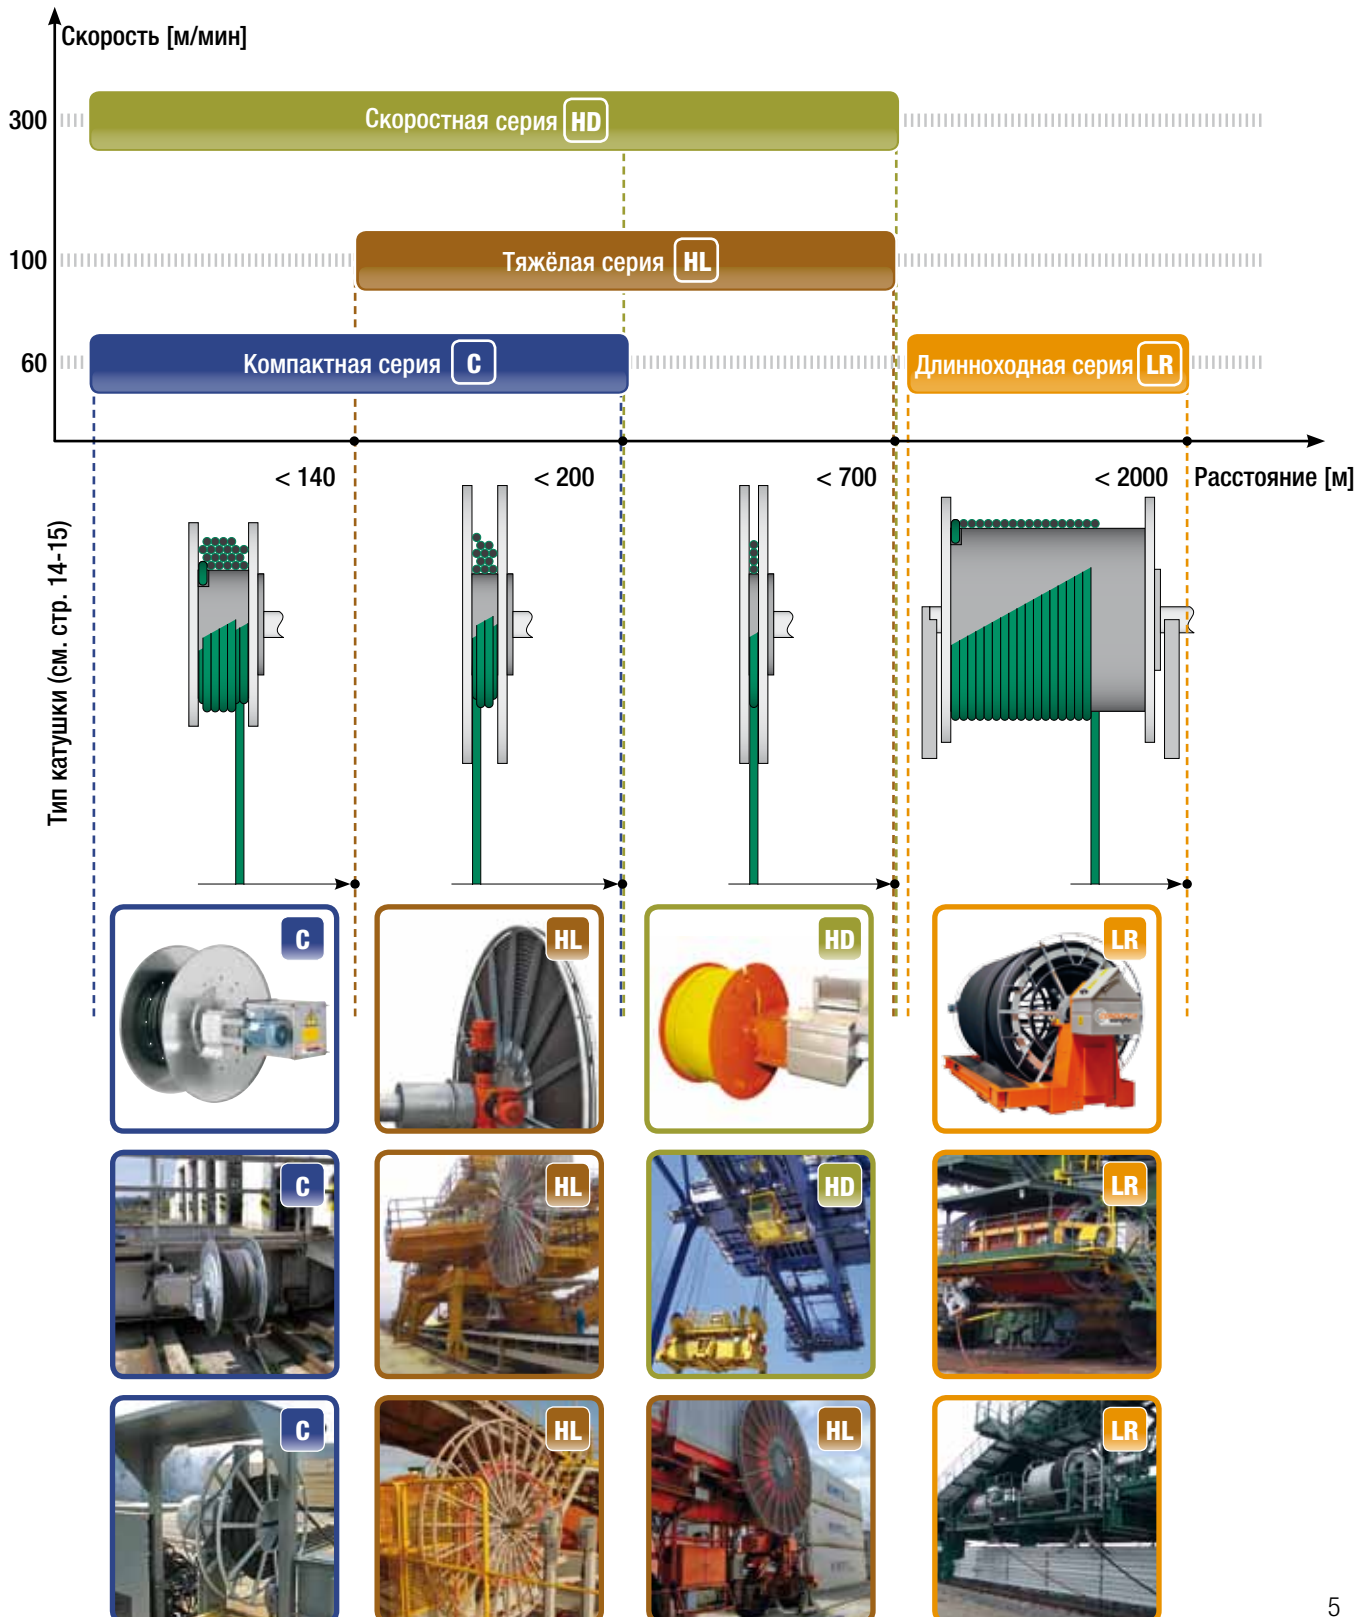 Скорость [м/мин]
300
Скоростная серия HD
100
Тяжёлая серия HL
60
Компактная серия C
Длинноходная серия LR
< 140
< 200
< 700
< 2000
Расстояние [м]
Тип катушки (см. стр. 14-15)
C
HL
HD
LR
C
HL
HD
LR
C
HL
HL
LR
5